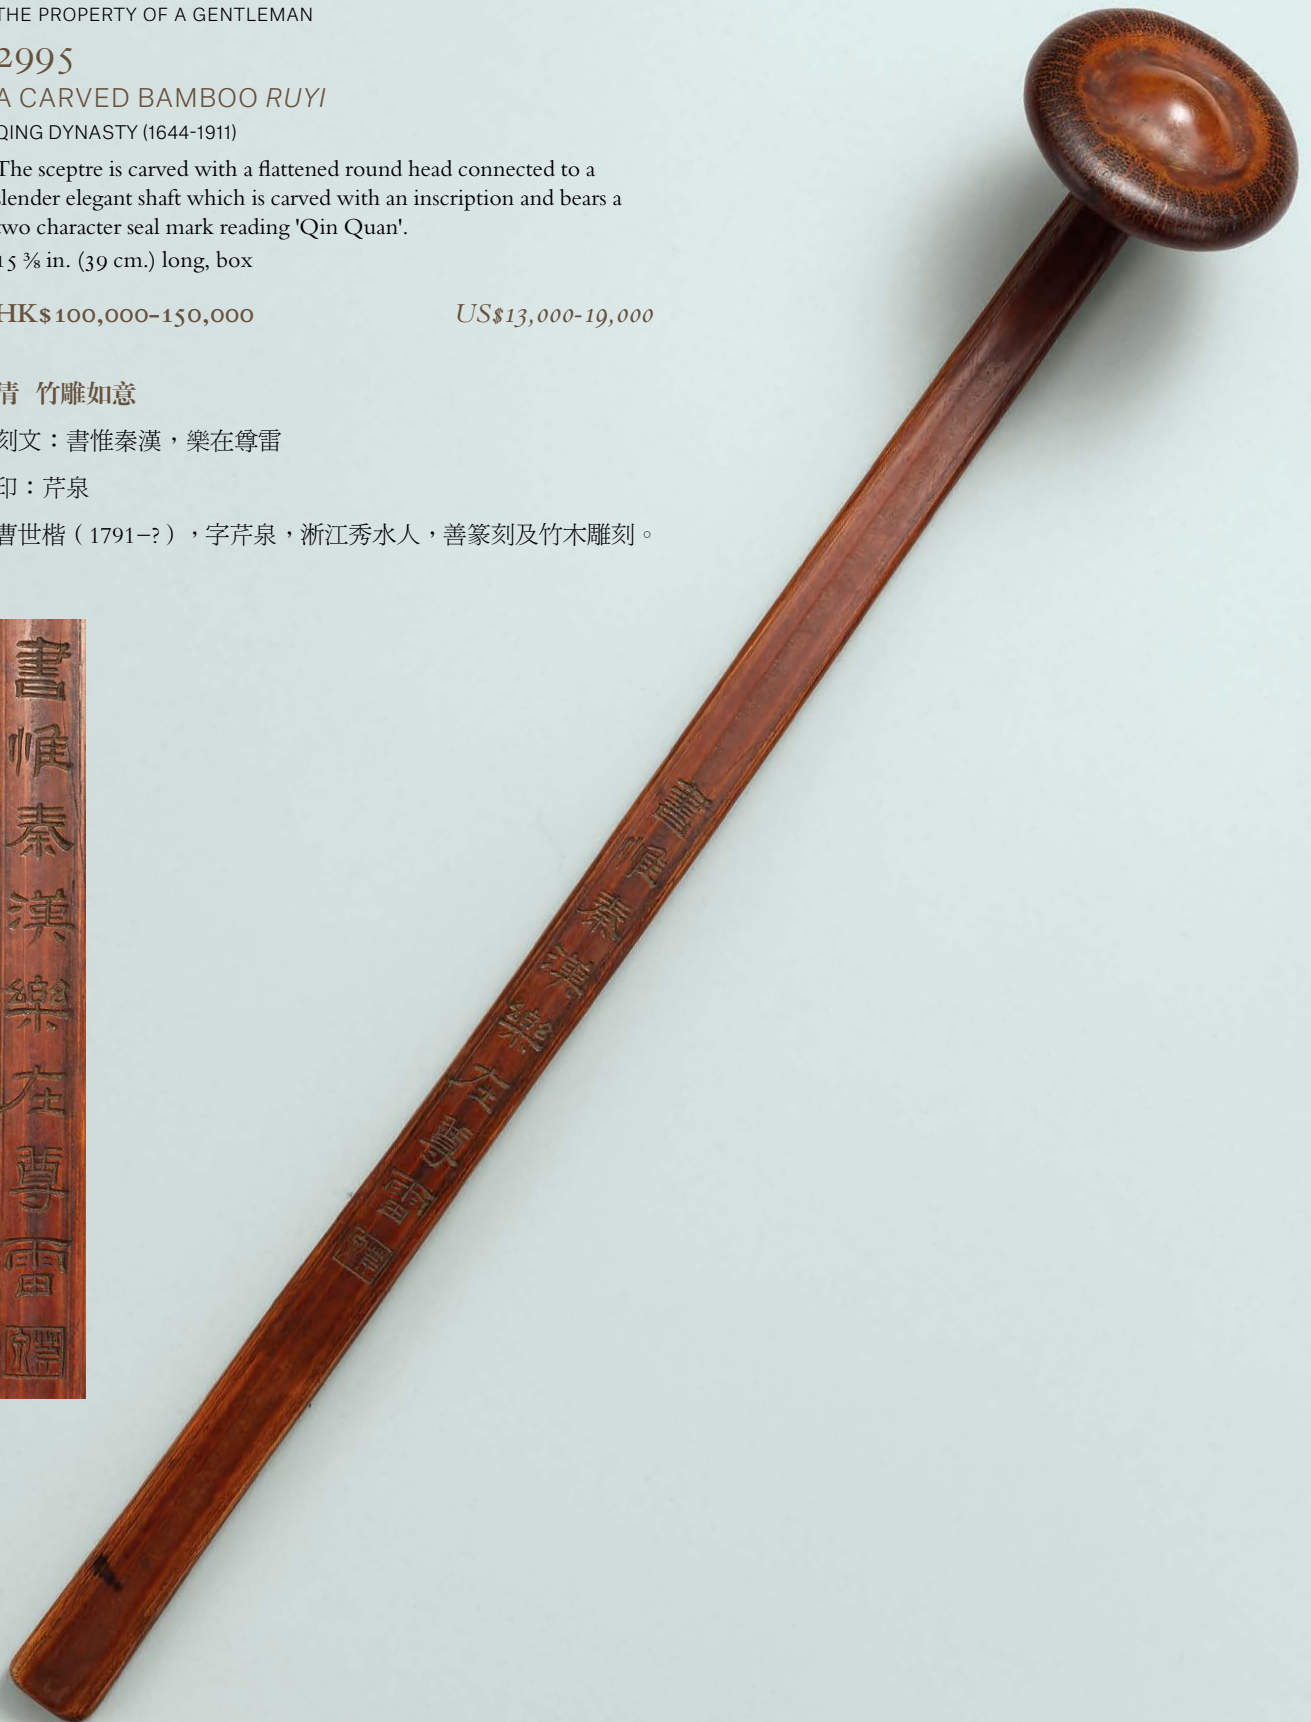 THE PROPERTY OF A GENTLEMAN
2995
A CARVED BAMBOO RUYI
QING DYNASTY (1644-1911)
The sceptre is carved with a flattened round head connected to a
slender elegant shaft which is carved with an inscription and bears a
two character seal mark reading 'Qin Quan'.
15 ⅜ in. (39 cm.) long, box
HK$100,000–150,000
US$13,000-19,000
清 竹雕如意
刻文：書惟秦漢，樂在尊雷
印：芹泉
曹世楷（1791–?），字芹泉，浙江秀水人，善篆刻及竹木雕刻。
書惟秦漢樂在尊雷
芹泉
書惟秦漢樂在尊雷
芹泉